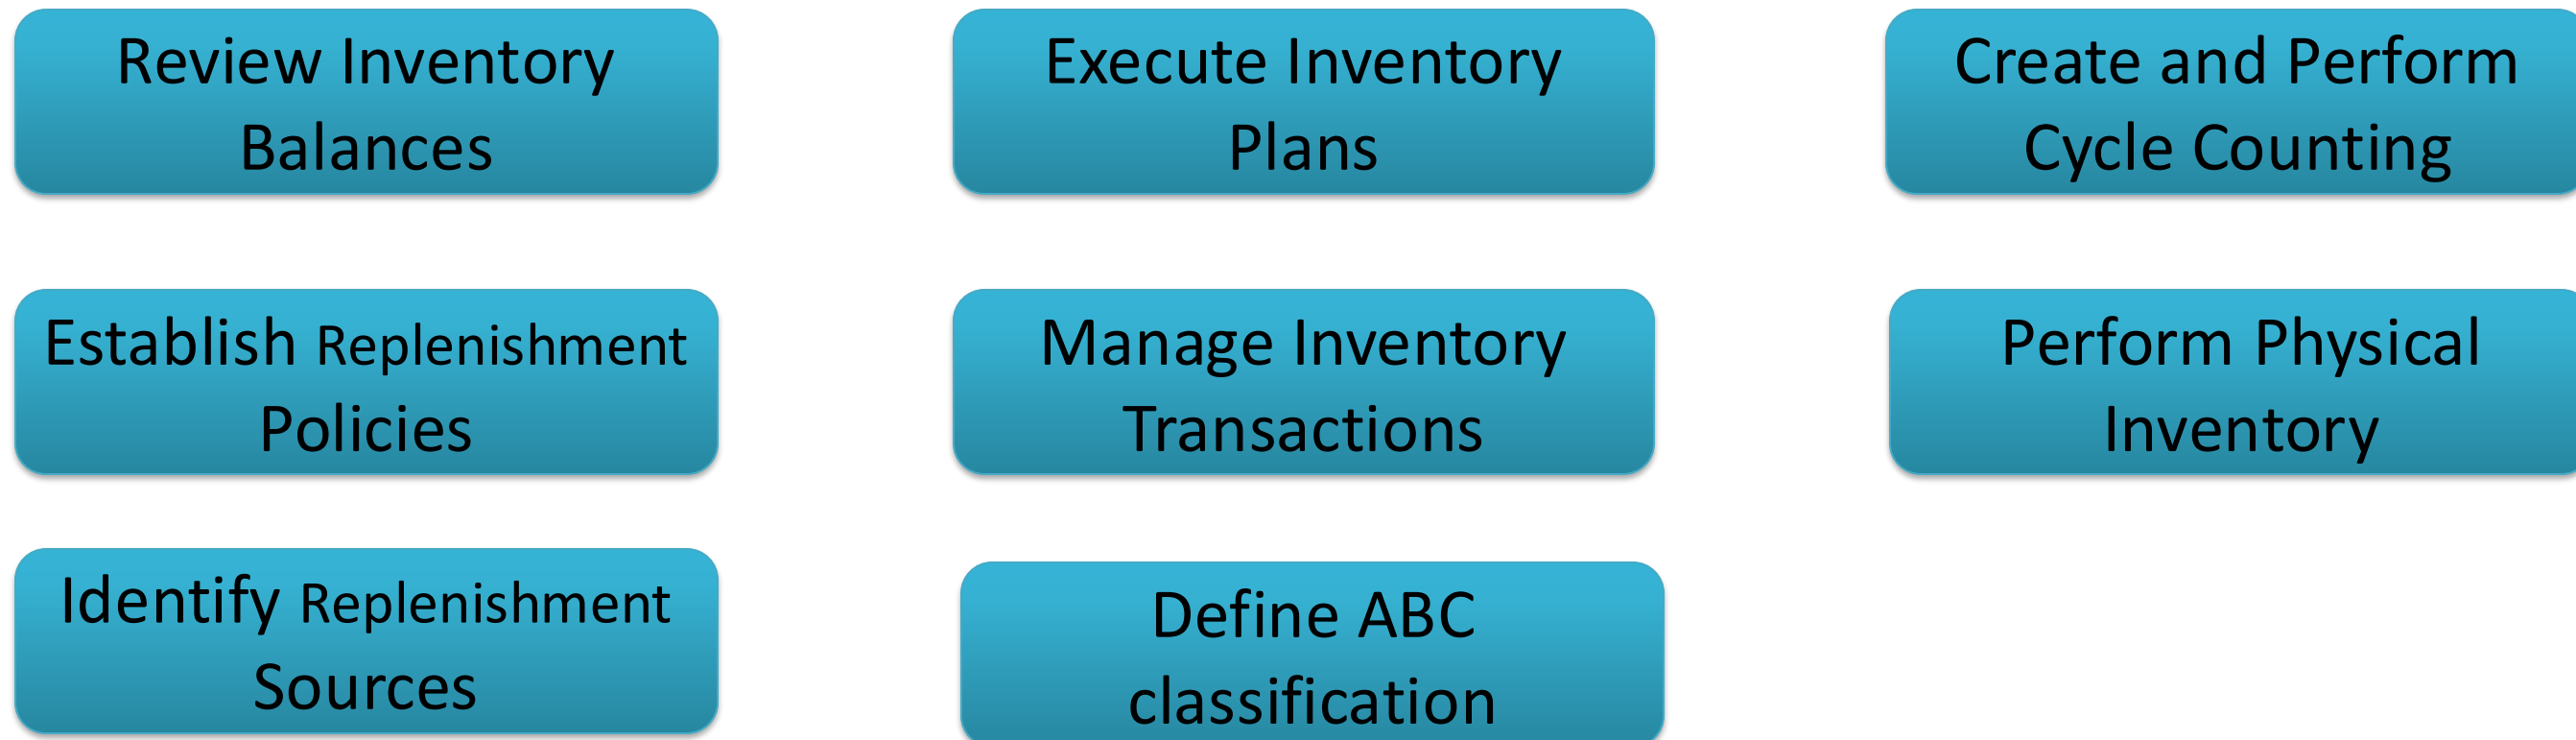 Review Inventory
Balances
Execute Inventory
Plans
Create and Perform
Cycle Counting
Establish Replenishment
Policies
Manage Inventory
Transactions
Perform Physical
Inventory
Identify Replenishment
Sources
Define ABC
classification